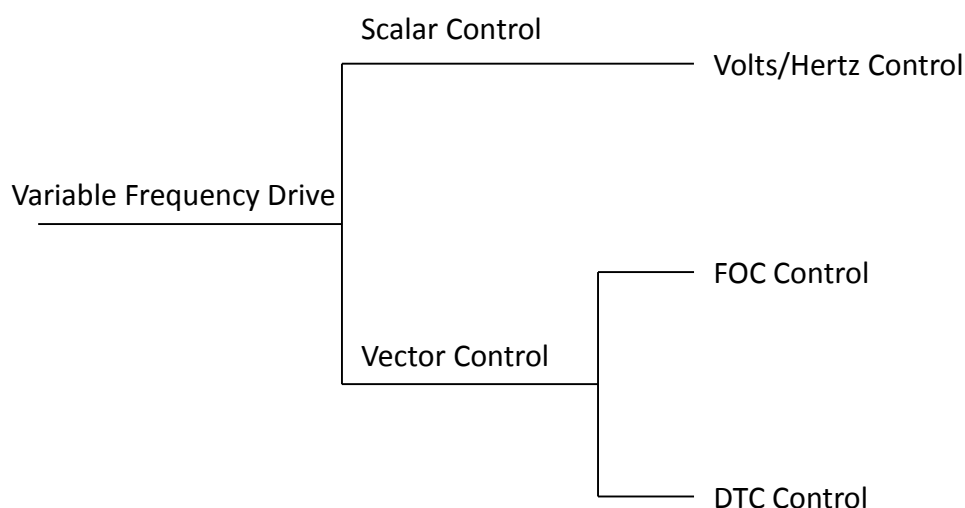 Scalar Control
Volts/Hertz Control
Variable Frequency Drive
FOC Control
Vector Control
DTC Control